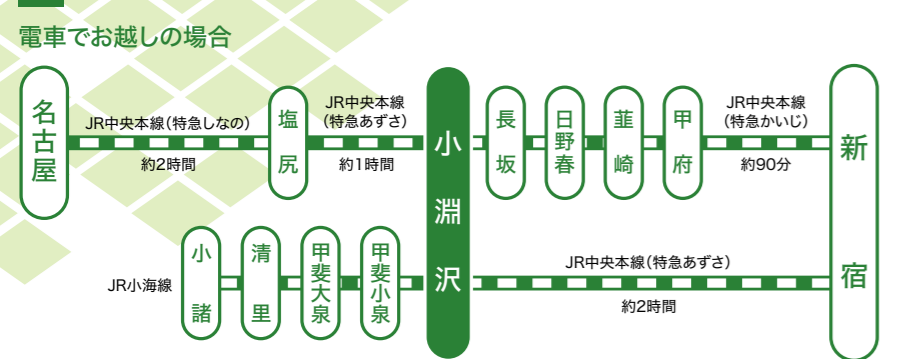 電車でお越しの場合
名古屋
JR中央本線(特急しなの)
約2時間
塩尻
JR中央本線
(特急あずさ)
約1時間
小淵沢
長坂
日野春
韮崎
甲府
JR中央本線
(特急かいじ)
約90分
新宿
JR小海線
小諸
清里
甲斐大泉
甲斐小泉
JR中央本線(特急あずさ)
約2時間